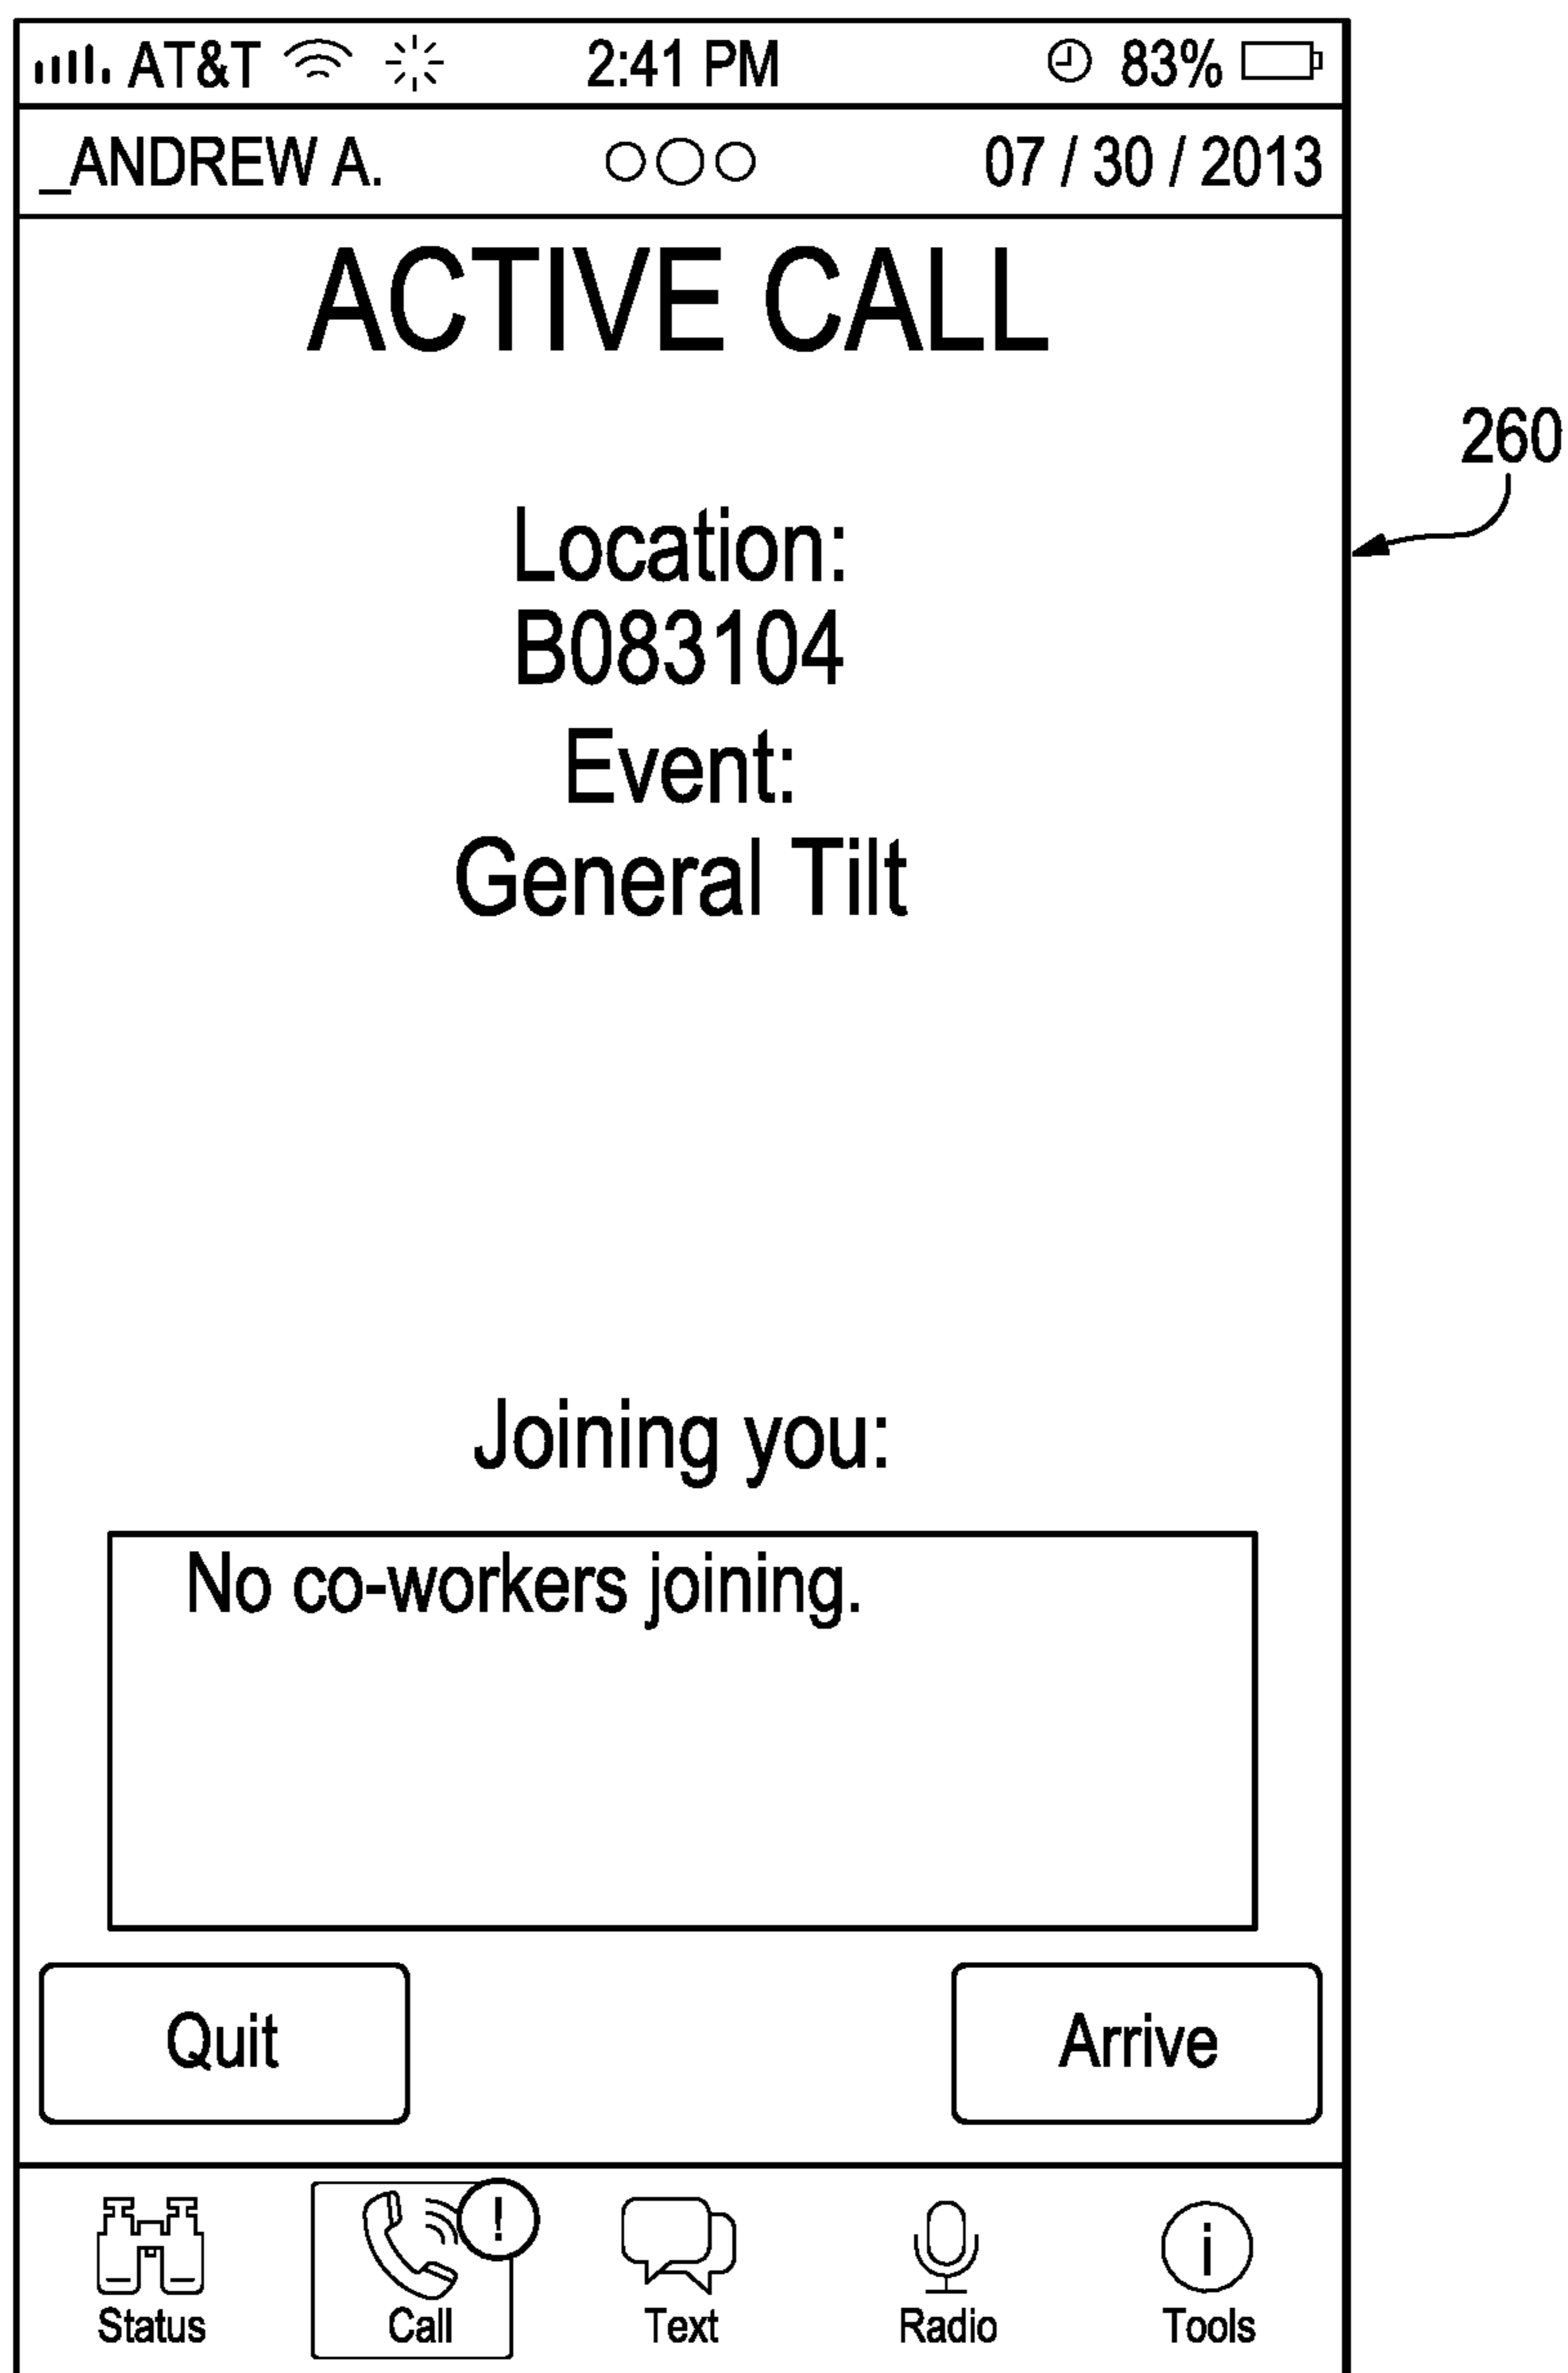 AT&T 2:41 PM 83%
_ANDREW A. 07 / 30 / 2013
ACTIVE CALL
260
Location:
B083104
Event:
General Tilt
Joining you:
No co-workers joining.
Quit Arrive
!
i
Status Call Text Radio Tools